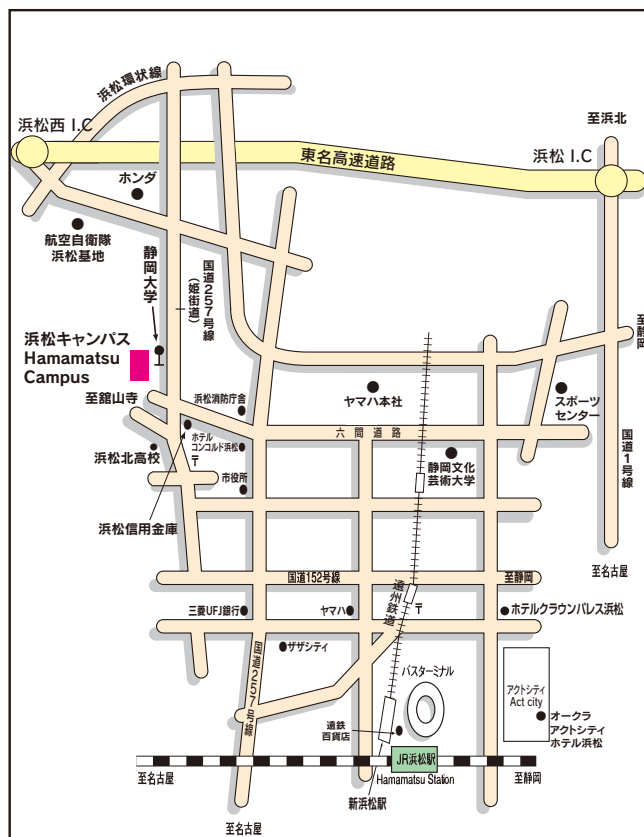 浜松環状線
浜松西 I.C
至浜北
東名高速道路
浜松 I.C
ホンダ
航空自衛隊
浜松基地
静岡大学
国道257号線
(姫街道)
至静岡
浜松キャンパス
Hamamatsu
Campus
至舘山寺
浜松消防庁舎
ヤマハ本社
スポーツ
センター
ホテル
コンコルド浜松
六間道路
国道1号線
浜松北高校
〒
静岡文化
芸術大学
市役所
浜松信用金庫
国道152号線
至静岡
至名古屋
遠州鉄道
三菱UFJ銀行
ヤマハ
〒
ホテルクラウンパレス浜松
ザザシティ
国道257号線
バスターミナル
アクトシティ
Act city
遠鉄
百貨店
オークラ
アクトシティ
ホテル浜松
JR浜松駅
至名古屋
Hamamatsu Station
至静岡
新浜松駅
至名古屋